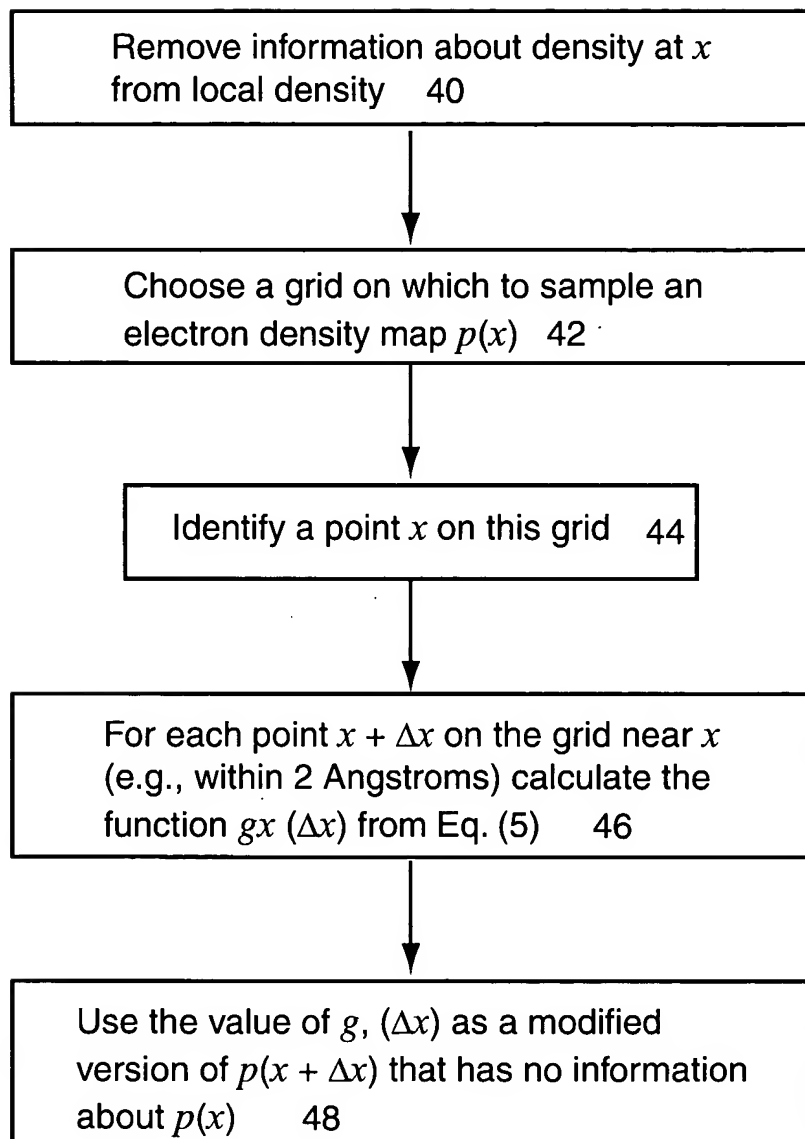 Remove information about density at x
from local density 40
Choose a grid on which to sample an
electron density map p(x) 42
Identify a point x on this grid 44
For each point x + Δx on the grid near x
(e.g., within 2 Angstroms) calculate the
function gx (Δx) from Eq. (5) 46
Use the value of g, (Δx) as a modified
version of p(x + Δx) that has no information
about p(x) 48